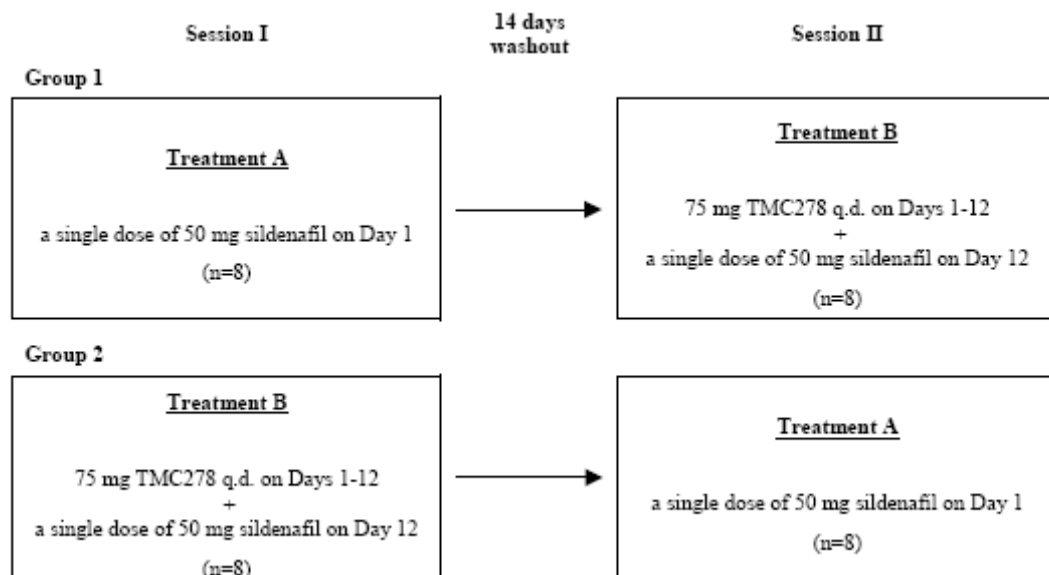 Session I
14 days
washout
Session II
Group 1
Treatment A
a single dose of 50 mg sildenafil on Day 1
(n=8)
Treatment B
75 mg TMC278 q.d. on Days 1-12
+
a single dose of 50 mg sildenafil on Day 12
(n=8)
Group 2
Treatment B
75 mg TMC278 q.d. on Days 1-12
+
a single dose of 50 mg sildenafil on Day 12
(n=8)
Treatment A
a single dose of 50 mg sildenafil on Day 1
(n=8)